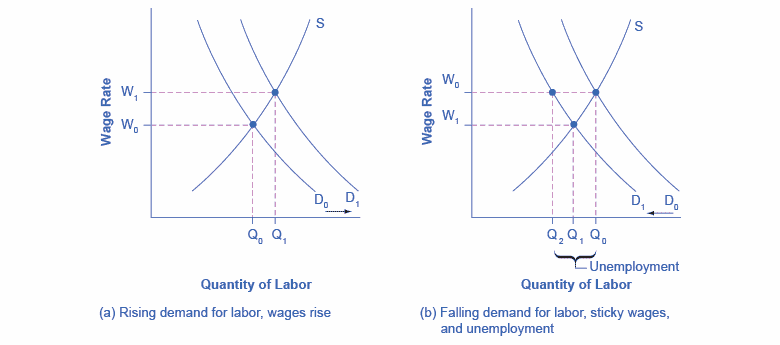 S
W₁
W₀
Wage Rate
D₀
D₁
Q₀ Q₁
Quantity of Labor
(a) Rising demand for labor, wages rise
S
W₀
W₁
Wage Rate
D₁
D₀
Q₂ Q₁ Q₀
Unemployment
Quantity of Labor
(b) Falling demand for labor, sticky wages,
and unemployment